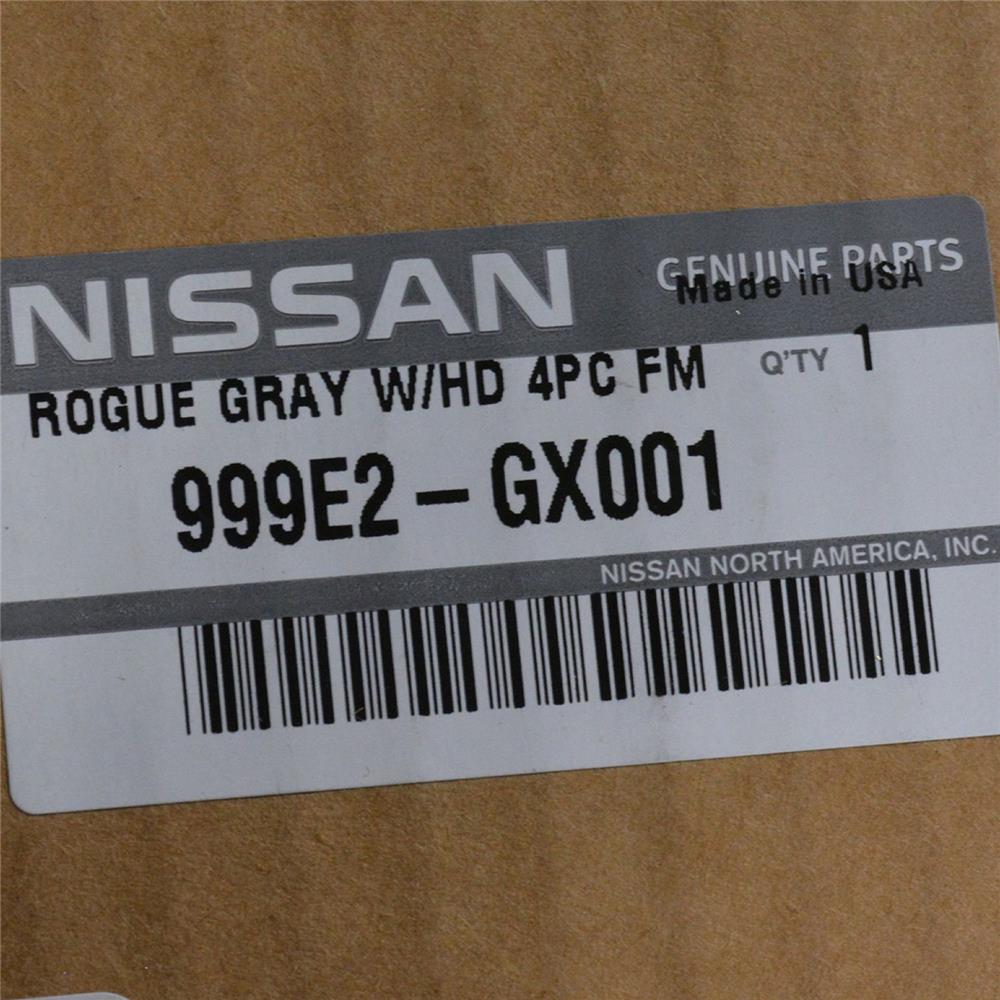 NISSAN
GENUINE PARTS
Made in USA
ROGUE GRAY W/HD 4PC FM
Q'TY 1
999E2-GX001
NISSAN NORTH AMERICA, INC.